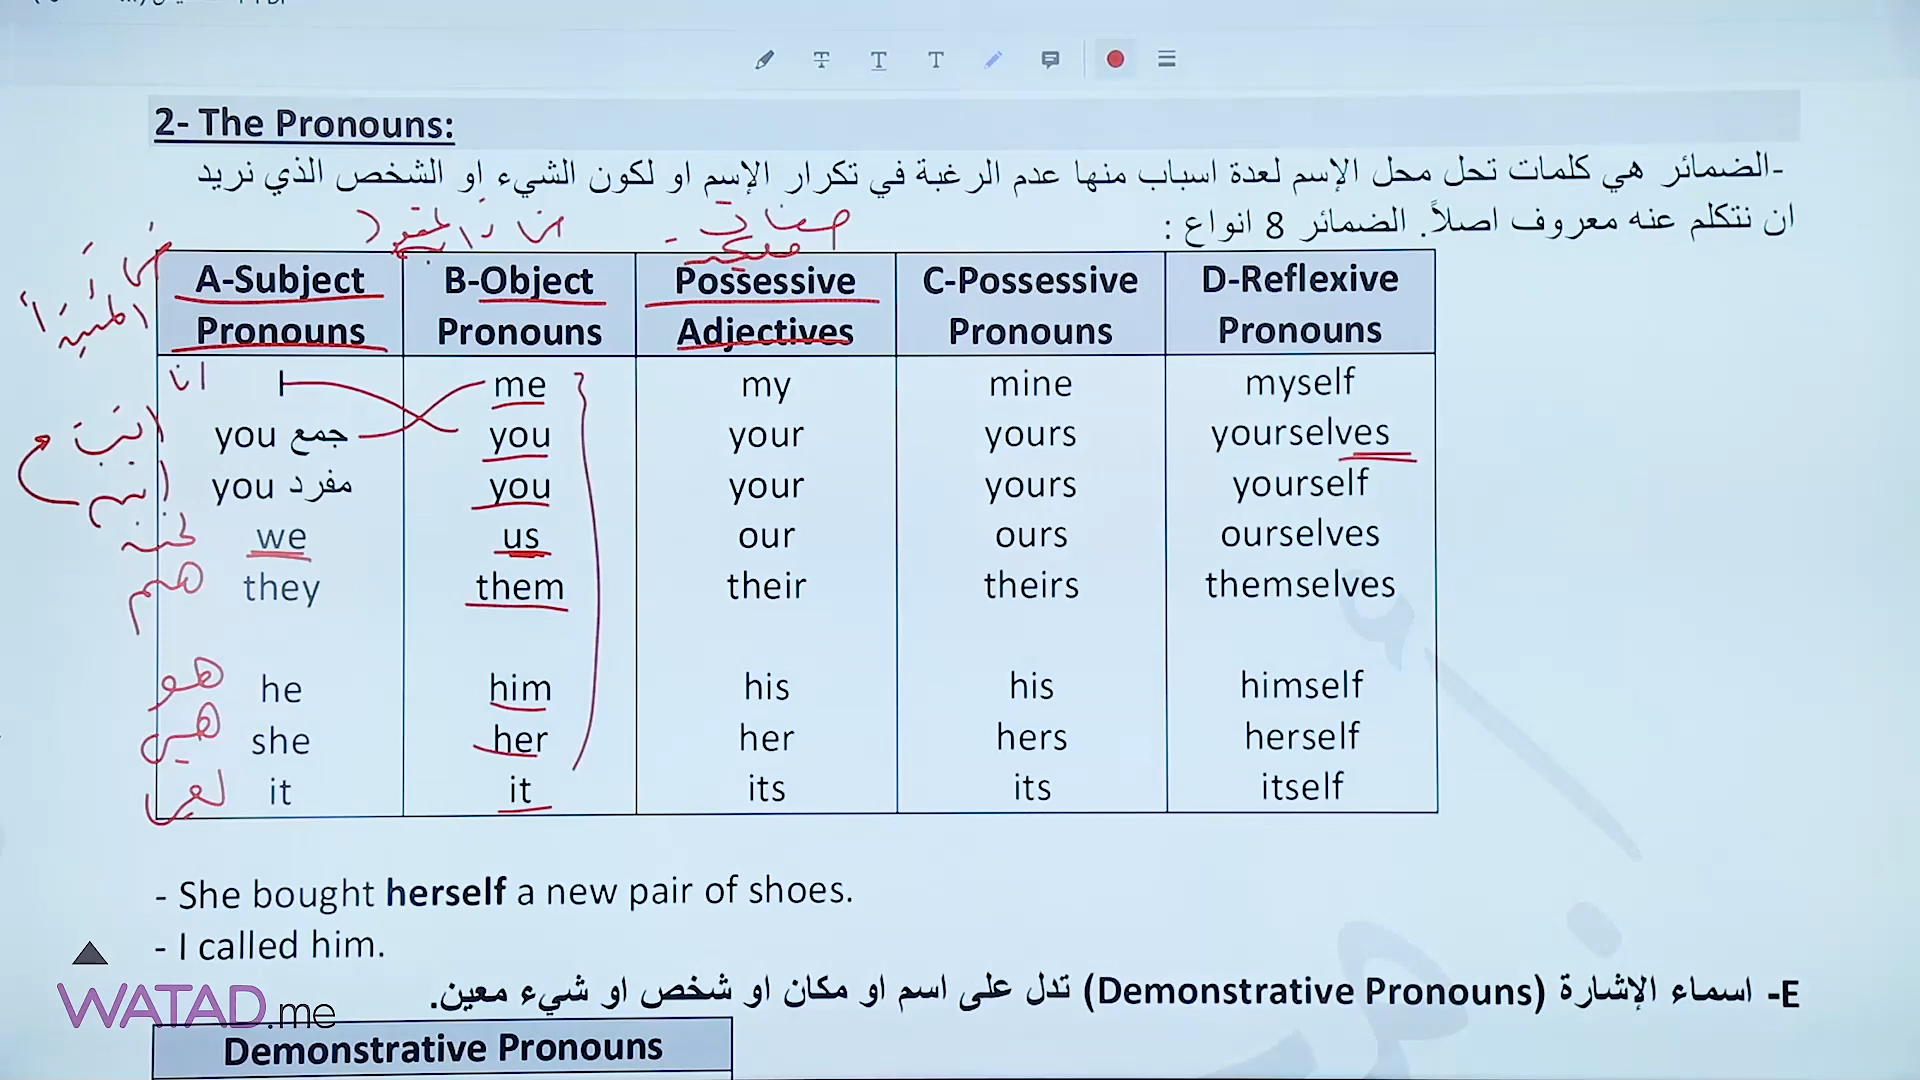 2- The Pronouns:
-الضمائر هي كلمات تحل محل الإسم لعدة اسباب منها عدم الرغبة في تكرار الإسم او لكون الشيء او الشخص الذي نريد
ان نتكلم عنه معروف اصلاً. الضمائر 8 انواع :
صفات
A-Subject Pronouns B-Object Pronouns Possessive Adjectives C-Possessive Pronouns D-Reflexive Pronouns
انا I me my mine myself
you جمع you your yours yourselves
you مفرد you your yours yourself
we us our ours ourselves
هم they them their theirs themselves
هو he him his his himself
هي she her her hers herself
it it its its itself
- She bought herself a new pair of shoes.
- I called him.
E- اسماء الإشارة (Demonstrative Pronouns) تدل على اسم او مكان او شخص او شيء معين.
WATAD.me
Demonstrative Pronouns